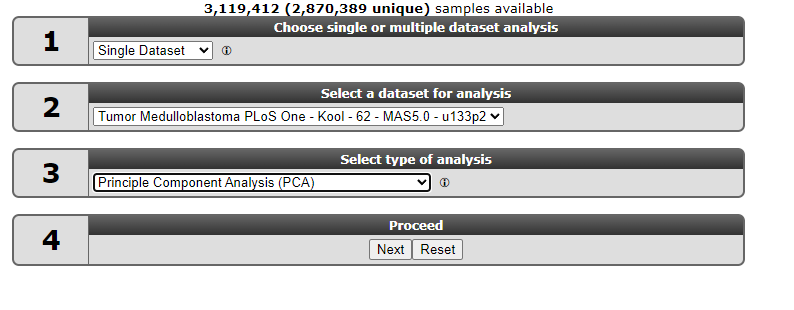 3,119,412 (2,870,389 unique) samples available
1
Choose single or multiple dataset analysis
Single Dataset
2
Select a dataset for analysis
Tumor Medulloblastoma PLoS One - Kool - 62 - MAS5.0 - u133p2
3
Select type of analysis
Principle Component Analysis (PCA)
4
Proceed
Next Reset